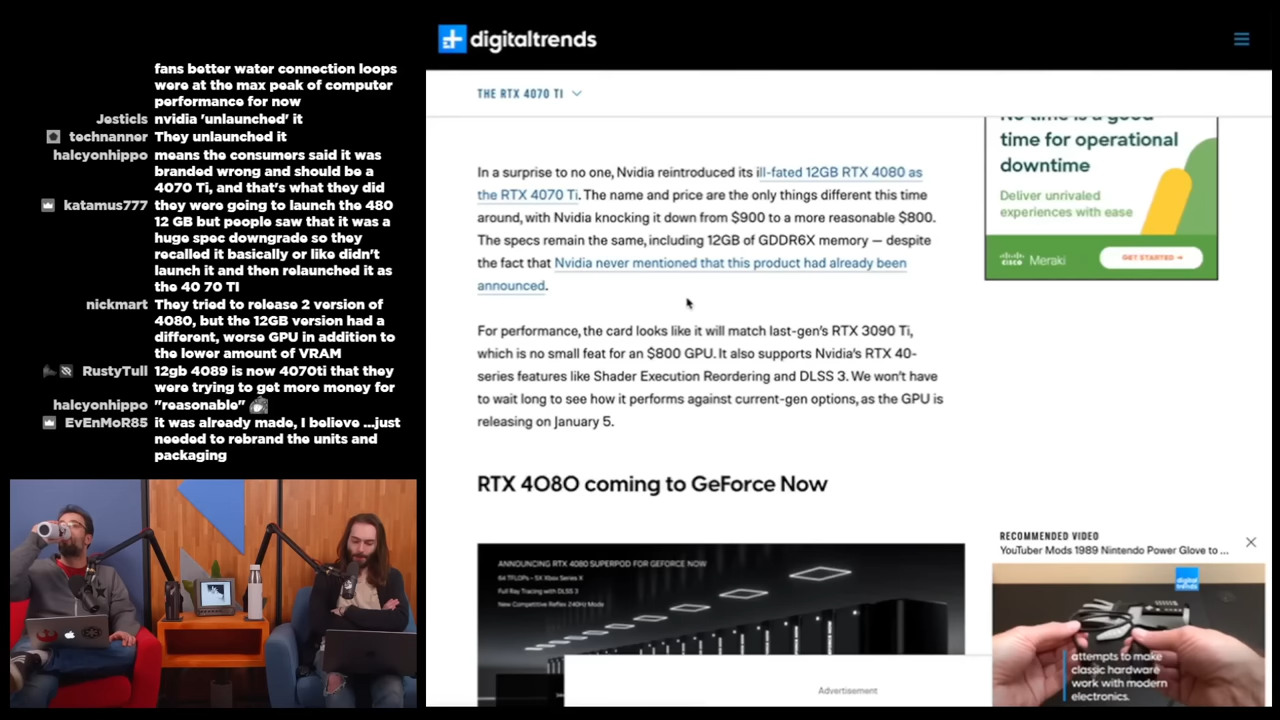 fans better water connection loops
were at the max peak of computer
performance for now
Jesticls nvidia 'unlaunched' it
technanner They unlaunched it
halcyonhippo means the consumers said it was
branded wrong and should be a
4070 Ti, and that's what they did
katamus777 they were going to launch the 480
12 GB but people saw that it was a
huge spec downgrade so they
recalled it basically or like didn't
launch it and then relaunched it as
the 40 70 TI
nickmart They tried to release 2 version of
4080, but the 12GB version had a
different, worse GPU in addition to
the lower amount of VRAM
RustyTull 12gb 4089 is now 4070ti that they
were trying to get more money for
halcyonhippo "reasonable"
EvEnMoR85 it was already made, I believe ...just
needed to rebrand the units and
packaging
digitaltrends
THE RTX 4070 TI
In a surprise to no one, Nvidia reintroduced its ill-fated 12GB RTX 4080 as
the RTX 4070 Ti. The name and price are the only things different this time
around, with Nvidia knocking it down from $900 to a more reasonable $800.
The specs remain the same, including 12GB of GDDR6X memory — despite
the fact that Nvidia never mentioned that this product had already been
announced.
For performance, the card looks like it will match last-gen's RTX 3090 Ti,
which is no small feat for an $800 GPU. It also supports Nvidia's RTX 40-
series features like Shader Execution Reordering and DLSS 3. We won't have
to wait long to see how it performs against current-gen options, as the GPU is
releasing on January 5.
RTX 4080 coming to GeForce Now
ANNOUNCING RTX 4080 SUPERPOD FOR GEFORCE NOW
64 TFLOPs – 5X Xbox Series X
Full Ray Tracing with DLSS 3
New Competitive Reflex 240Hz Mode
Advertisement
No time is a good
time for operational
downtime
Deliver unrivaled
experiences with ease
CISCO Meraki
GET STARTED →
RECOMMENDED VIDEO
YouTuber Mods 1989 Nintendo Power Glove to ...
digital
trends
attempts to make
classic hardware
work with modern
electronics.